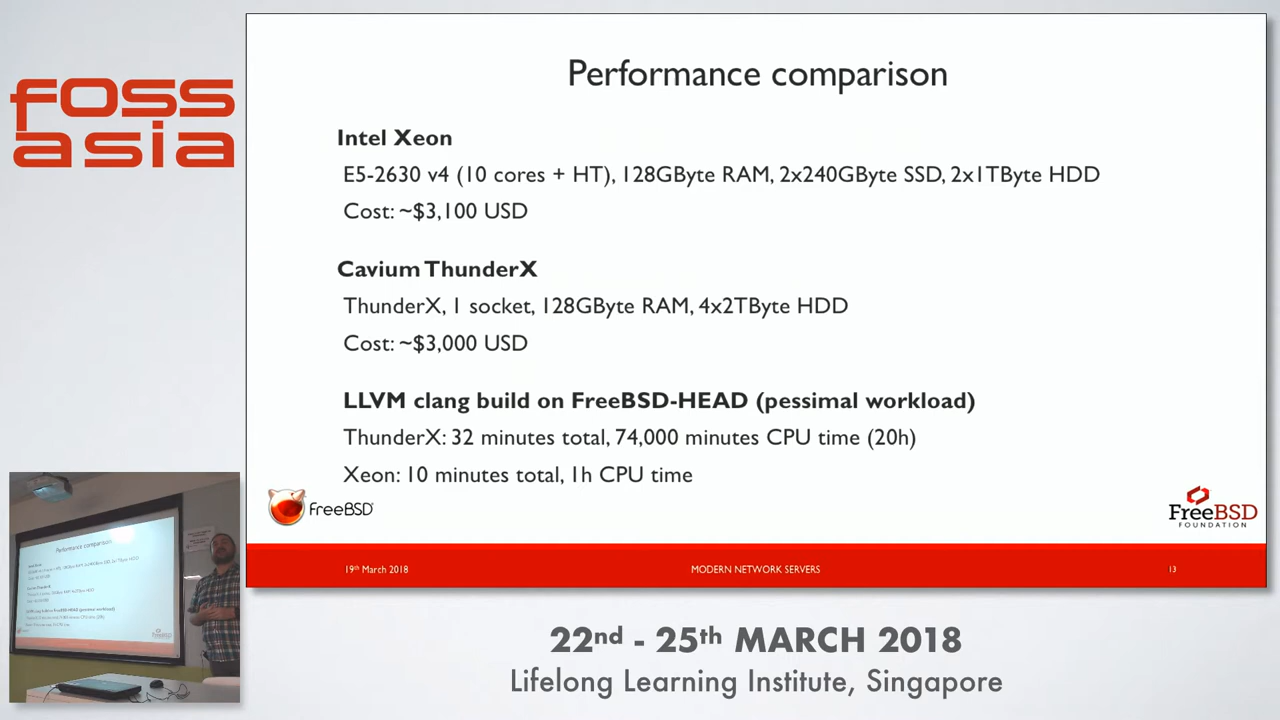 foss
asia
Performance comparison
Intel Xeon
E5-2630 v4 (10 cores + HT), 128GByte RAM, 2x240GByte SSD, 2x1TByte HDD
Cost: ~$3,100 USD
Cavium ThunderX
ThunderX, 1 socket, 128GByte RAM, 4x2TByte HDD
Cost: ~$3,000 USD
LLVM clang build on FreeBSD-HEAD (pessimal workload)
ThunderX: 32 minutes total, 74,000 minutes CPU time (20h)
Xeon: 10 minutes total, 1h CPU time
FreeBSD
FreeBSD
FOUNDATION
19th March 2018
MODERN NETWORK SERVERS
13
Performance comparison
22nd - 25th MARCH 2018
Lifelong Learning Institute, Singapore